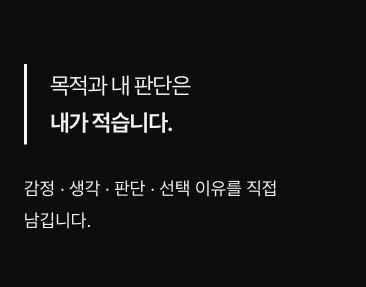 목적과 내 판단은
내가 적습니다.
감정 · 생각 · 판단 · 선택 이유를 직접
남깁니다.